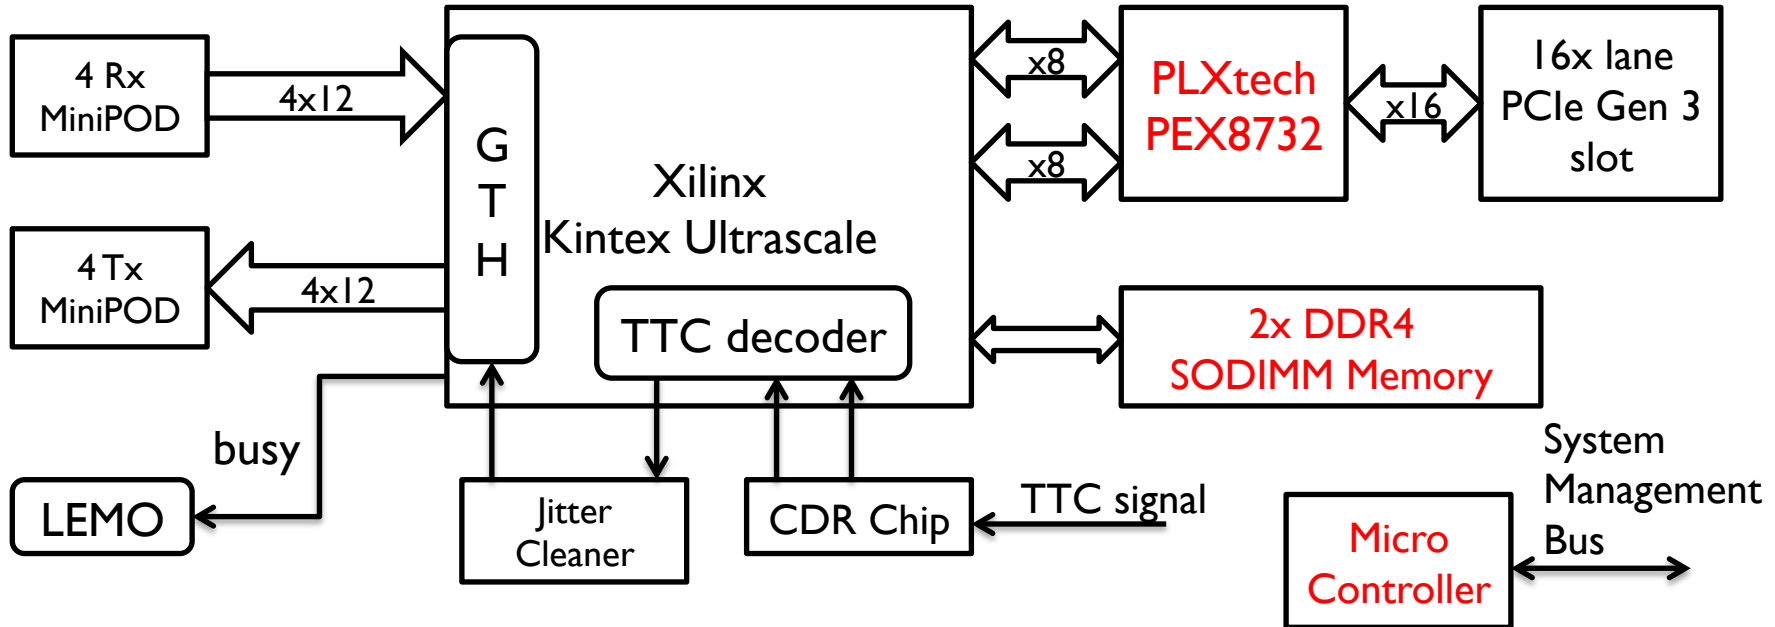 4 Rx
MiniPOD
4x12
G
T
H
4 Tx
MiniPOD
4x12
Xilinx
Kintex Ultrascale
TTC decoder
x8
x8
PLXtech
PEX8732
x16
16x lane
PCIe Gen 3
slot
2x DDR4
SODIMM Memory
busy
LEMO
Jitter
Cleaner
CDR Chip
TTC signal
Micro
Controller
System
Management
Bus